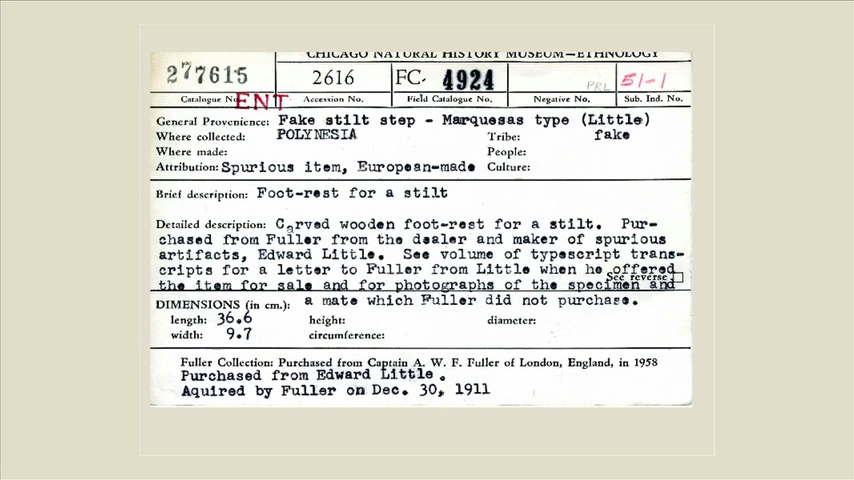 CHICAGO NATURAL HISTORY MUSEUM—ETHNOLOGY
277615 2616 FC- 4924 PRL 51-1
Catalogue No. ENT Accession No. Field Catalogue No. Negative No. Sub. Ind. No.
General Provenience: Fake stilt step - Marquesas type (Little)
Where collected: POLYNESIA Tribe: fake
Where made: People:
Attribution: Spurious item, European-made Culture:
Brief description: Foot-rest for a stilt
Detailed description: Carved wooden foot-rest for a stilt. Pur-
chased from Fuller from the dealer and maker of spurious
artifacts, Edward Little. See volume of typescript trans-
cripts for a letter to Fuller from Little when he offered
See reverse
the item for sale and for photographs of the specimen and
DIMENSIONS (in cm.): a mate which Fuller did not purchase.
length: 36.6 height: diameter:
width: 9.7 circumference:
Fuller Collection: Purchased from Captain A. W. F. Fuller of London, England, in 1958
Purchased from Edward Little.
Aquired by Fuller on Dec. 30, 1911